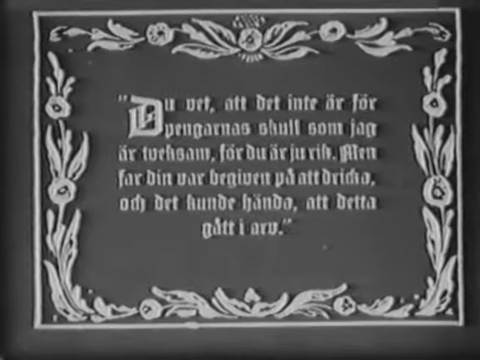 "Du vet, att det inte är för
pengarnas skull som jag
är tveksam, för du är ju rik. Men
far din var begiven på att dricka,
och det kunde hända, att detta
gått i arv."